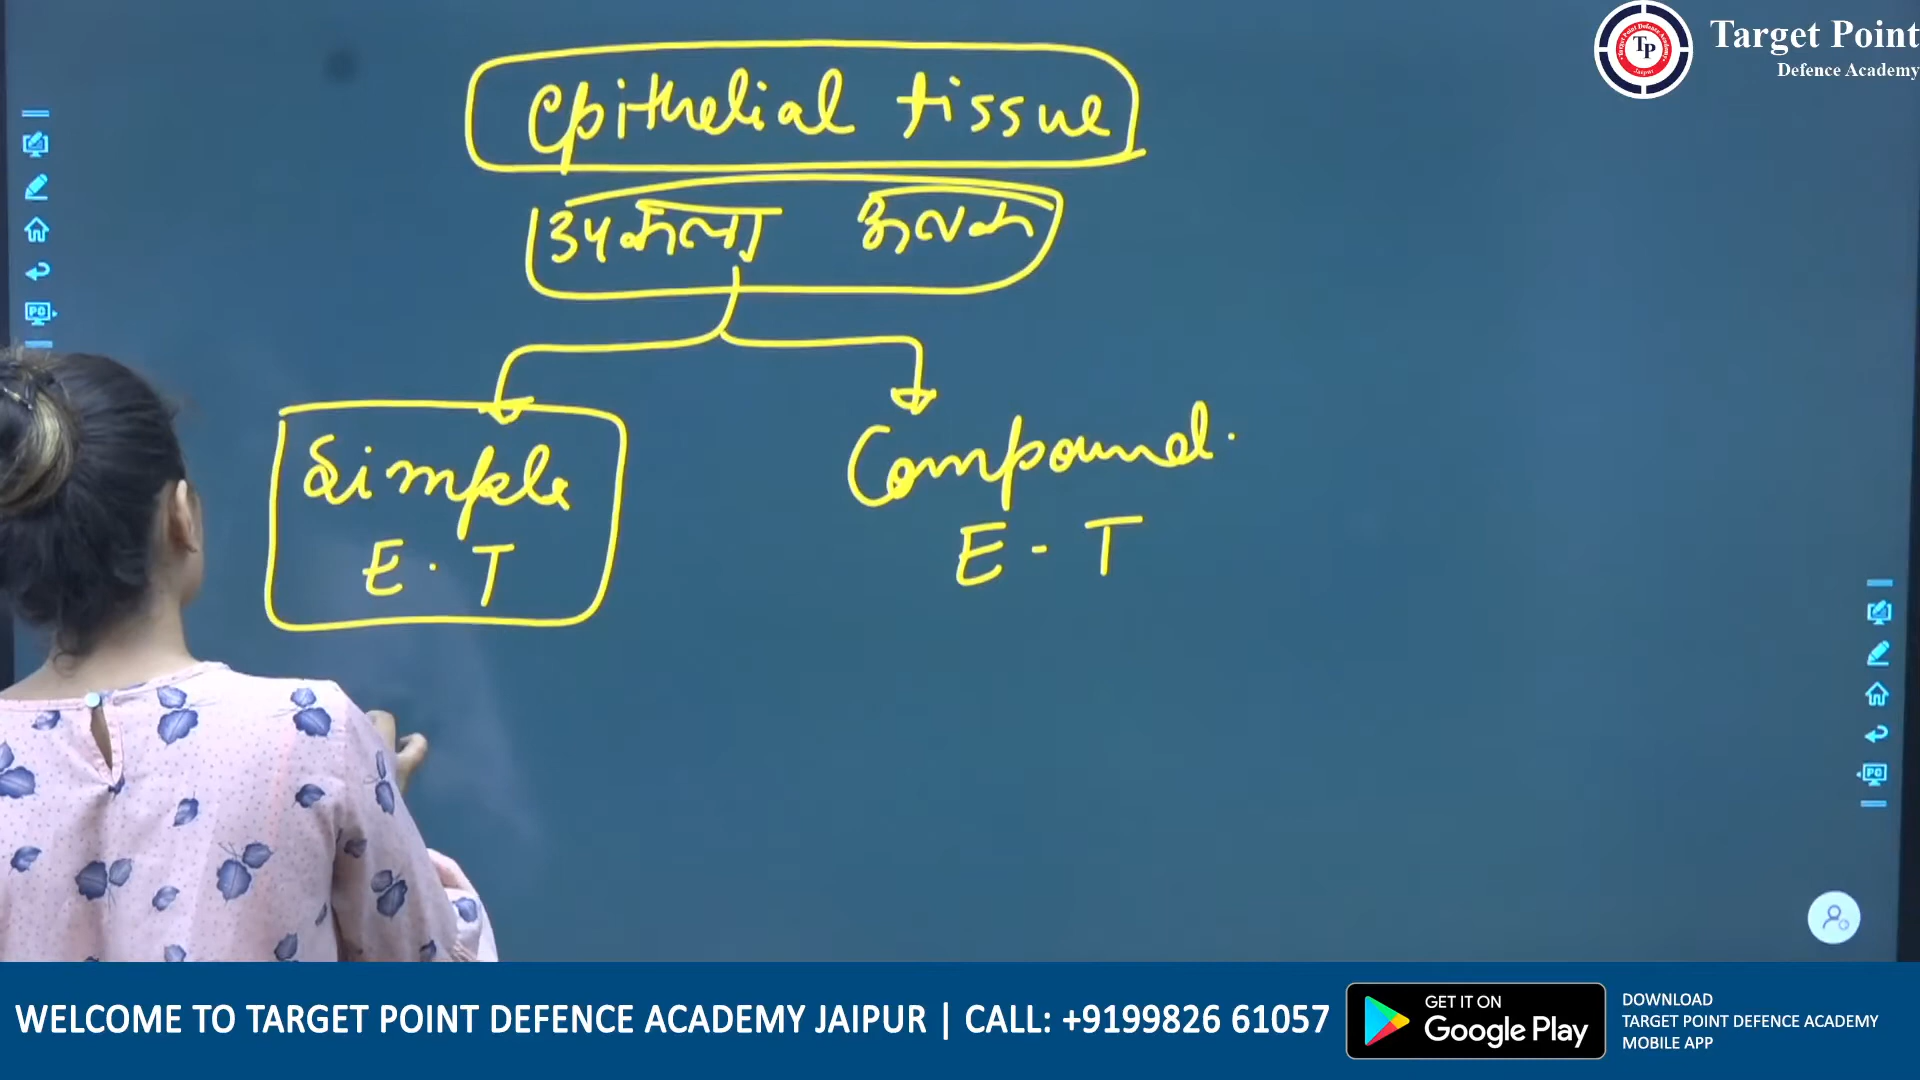 Target Point
Defence Academy
TP
Epithelial tissue
उपकला ऊतक
Simple
E. T
Compound.
E - T
WELCOME TO TARGET POINT DEFENCE ACADEMY JAIPUR | CALL: +9199826 61057
GET IT ON
Google Play
DOWNLOAD
TARGET POINT DEFENCE ACADEMY
MOBILE APP